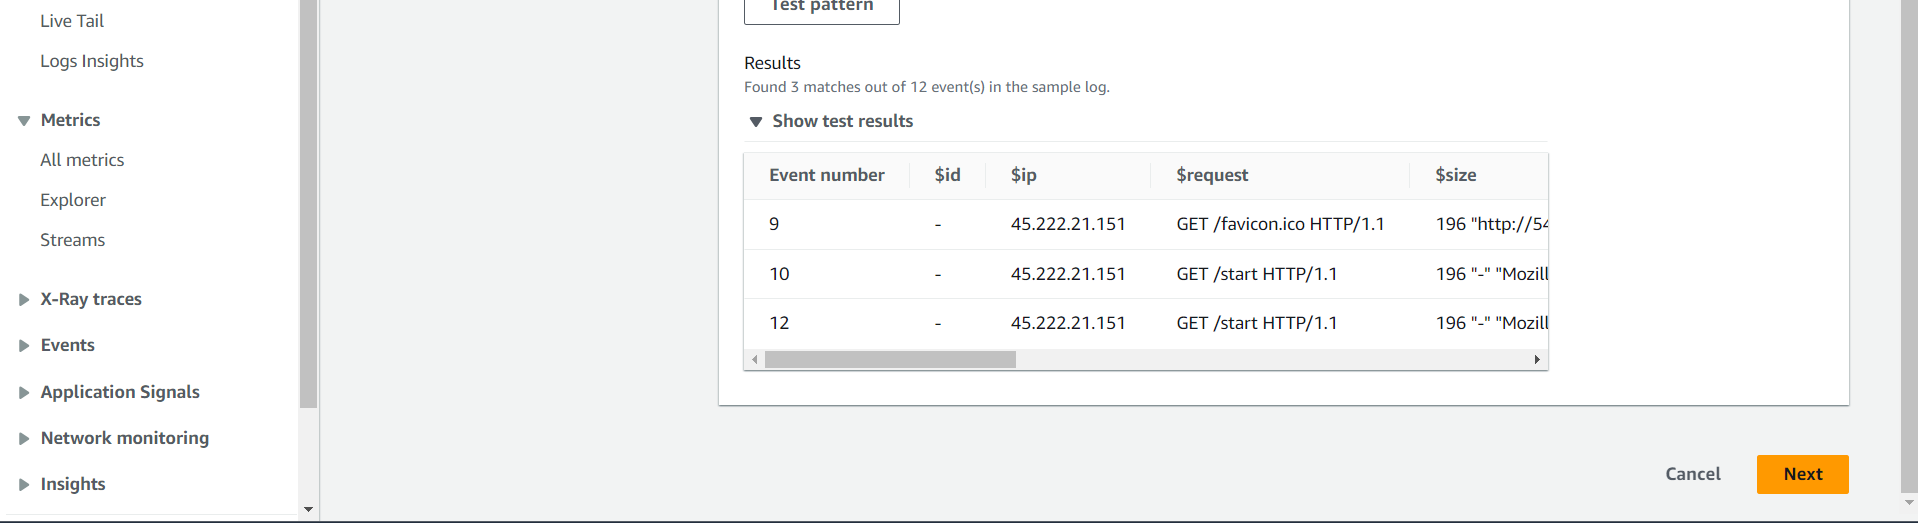 Live Tail
Logs Insights
Metrics
All metrics
Explorer
Streams
X-Ray traces
Events
Application Signals
Network monitoring
Insights
Test pattern
Results
Found 3 matches out of 12 event(s) in the sample log.
Show test results
Event number $id $ip $request $size
9 - 45.222.21.151 GET /favicon.ico HTTP/1.1 196 "http://54
10 - 45.222.21.151 GET /start HTTP/1.1 196 "-" "Mozill
12 - 45.222.21.151 GET /start HTTP/1.1 196 "-" "Mozill
Cancel Next